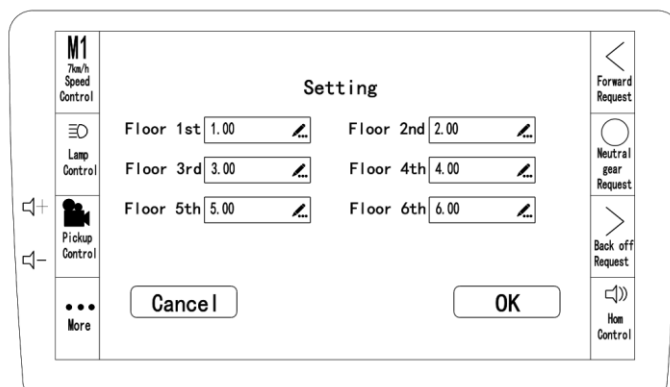 M1
7km/h
Speed
Control
Lamp
Control
Pickup
Control
More
Setting
Floor 1st 1.00 Floor 2nd 2.00
Floor 3rd 3.00 Floor 4th 4.00
Floor 5th 5.00 Floor 6th 6.00
Cancel OK
Forward
Request
Neutral
gear
Request
Back off
Request
Hom
Control